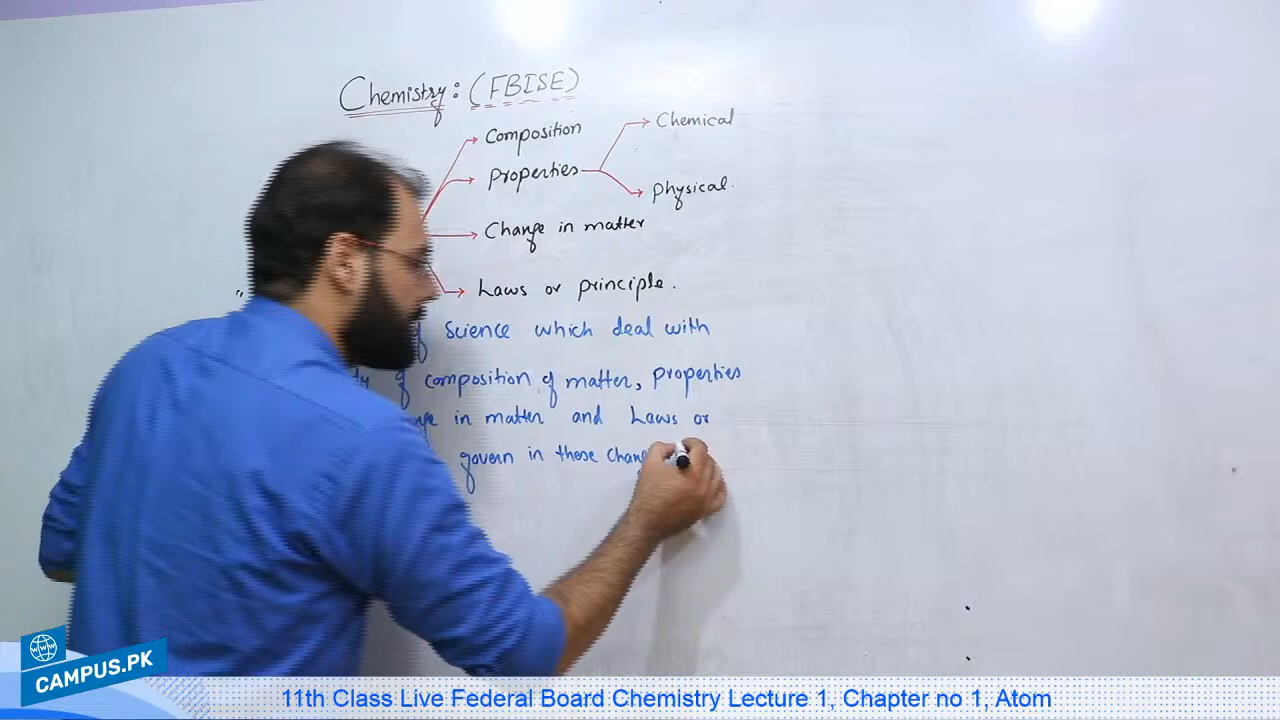 Chemistry: (FBISE)
Composition
Properties
Chemical
physical.
Change in matter
Laws or principle.
science which deal with
of composition of matter, properties
in matter and Laws or
govern in these
WWW
CAMPUS.PK
11th Class Live Federal Board Chemistry Lecture 1, Chapter no 1, Atom